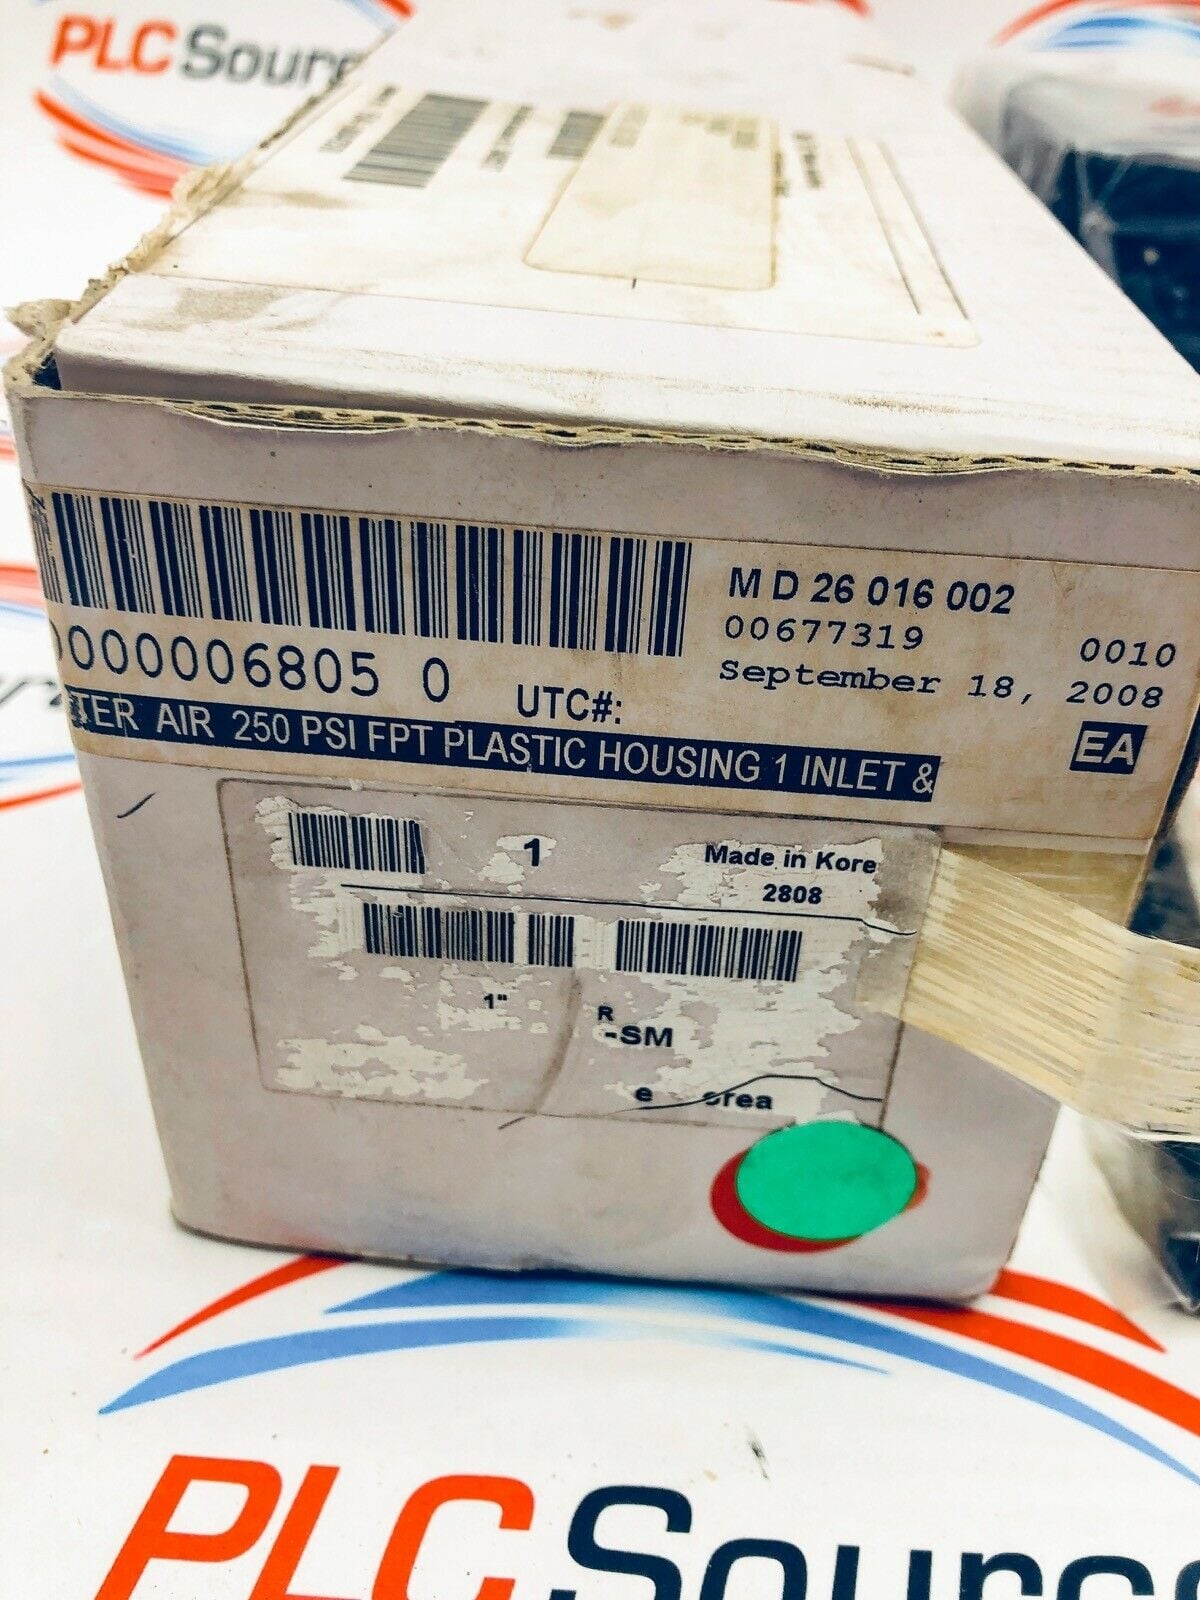 PLC Sourc
M D 26 016 002
00677319 0010
September 18, 2008
0000006805 0 UTC#:
TER AIR 250 PSI FPT PLASTIC HOUSING 1 INLET &
EA
1 Made in Kore
2808
1" R
-SM
e orea
PLC Source